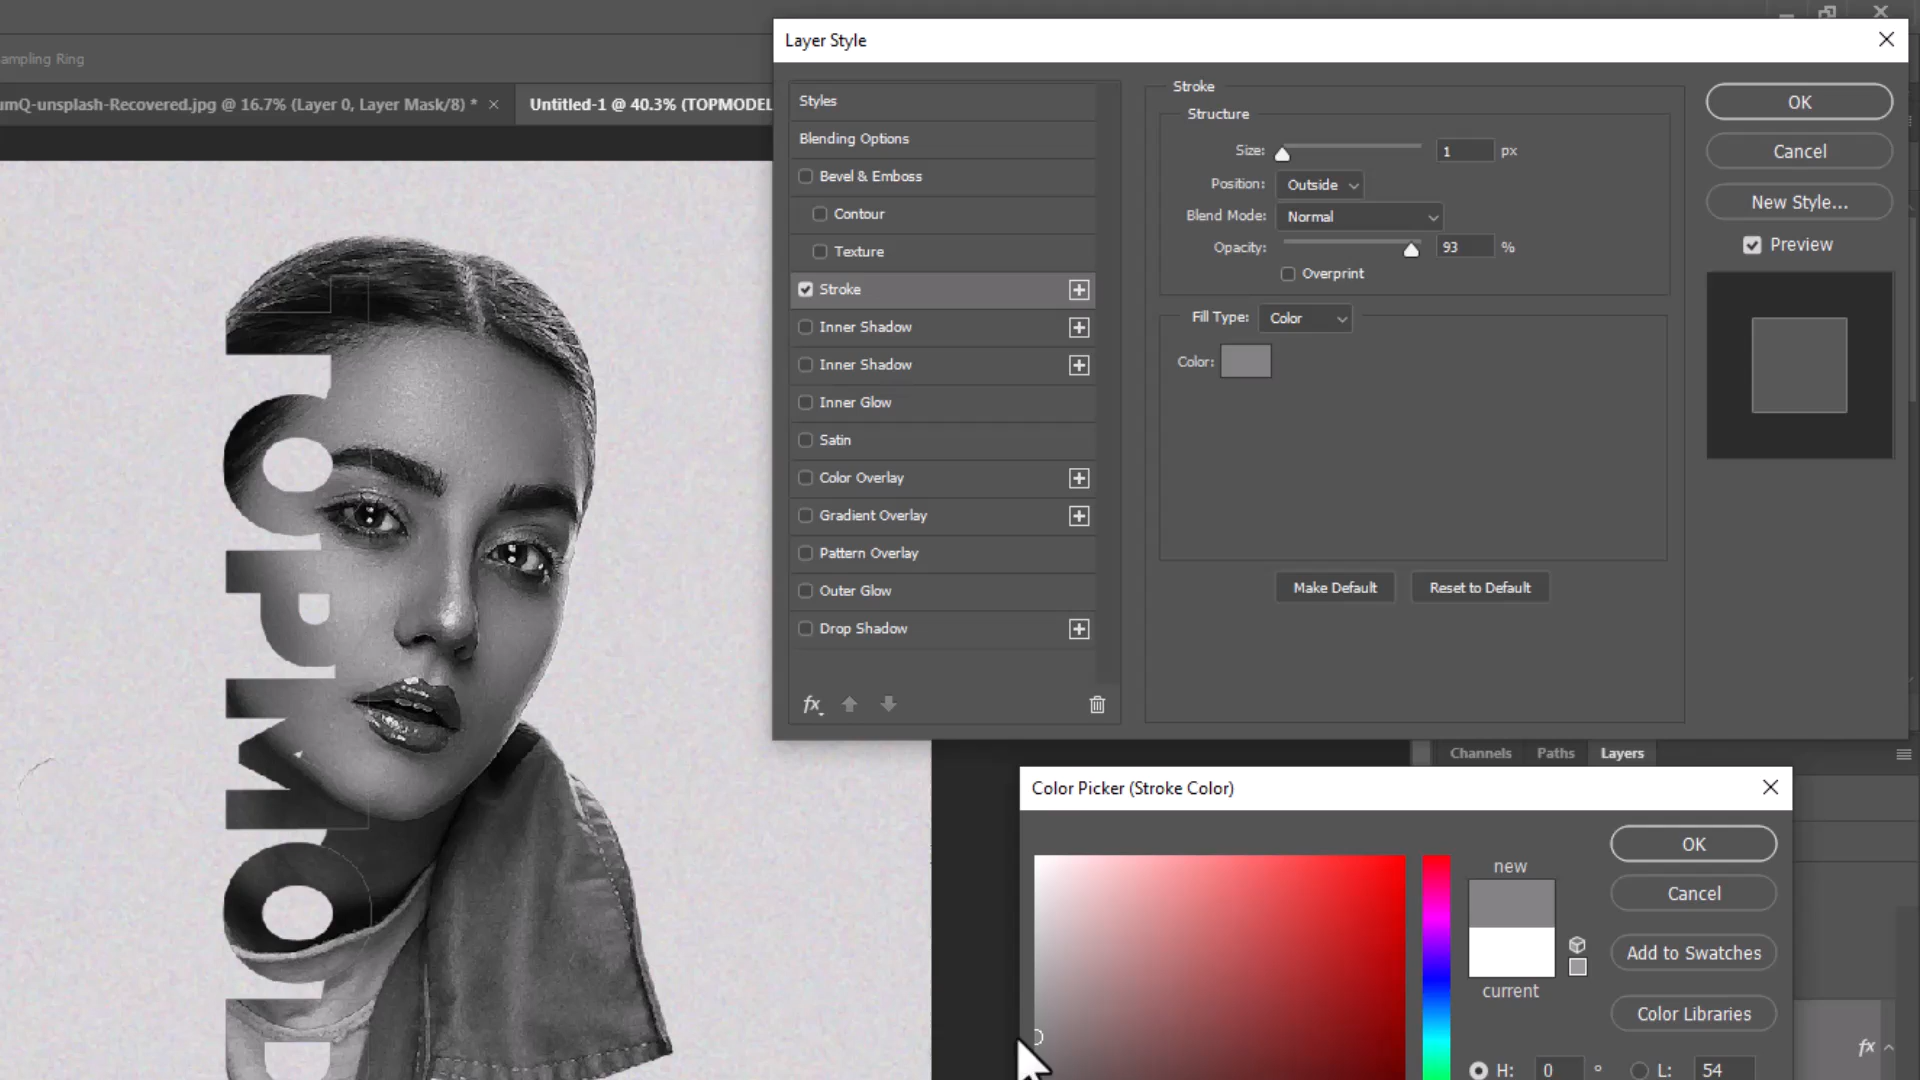 Layer Style
ampling Ring
umQ-unsplash-Recovered.jpg @ 16.7% (Layer 0, Layer Mask/8) *
Untitled-1 @ 40.3% (TOPMODEL
Styles
Blending Options
Bevel & Emboss
Contour
Texture
Stroke
Inner Shadow
Inner Shadow
Inner Glow
Satin
Color Overlay
Gradient Overlay
Pattern Overlay
Outer Glow
Drop Shadow
fx
Stroke
Structure
Size: 1 px
Position: Outside
Blend Mode: Normal
Opacity: 93 %
Overprint
Fill Type: Color
Color:
Make Default Reset to Default
OK
Cancel
New Style...
Preview
TOPMOD
Channels Paths Layers
Color Picker (Stroke Color)
new
current
OK
Cancel
Add to Swatches
Color Libraries
H: 0 ° L: 54
fx